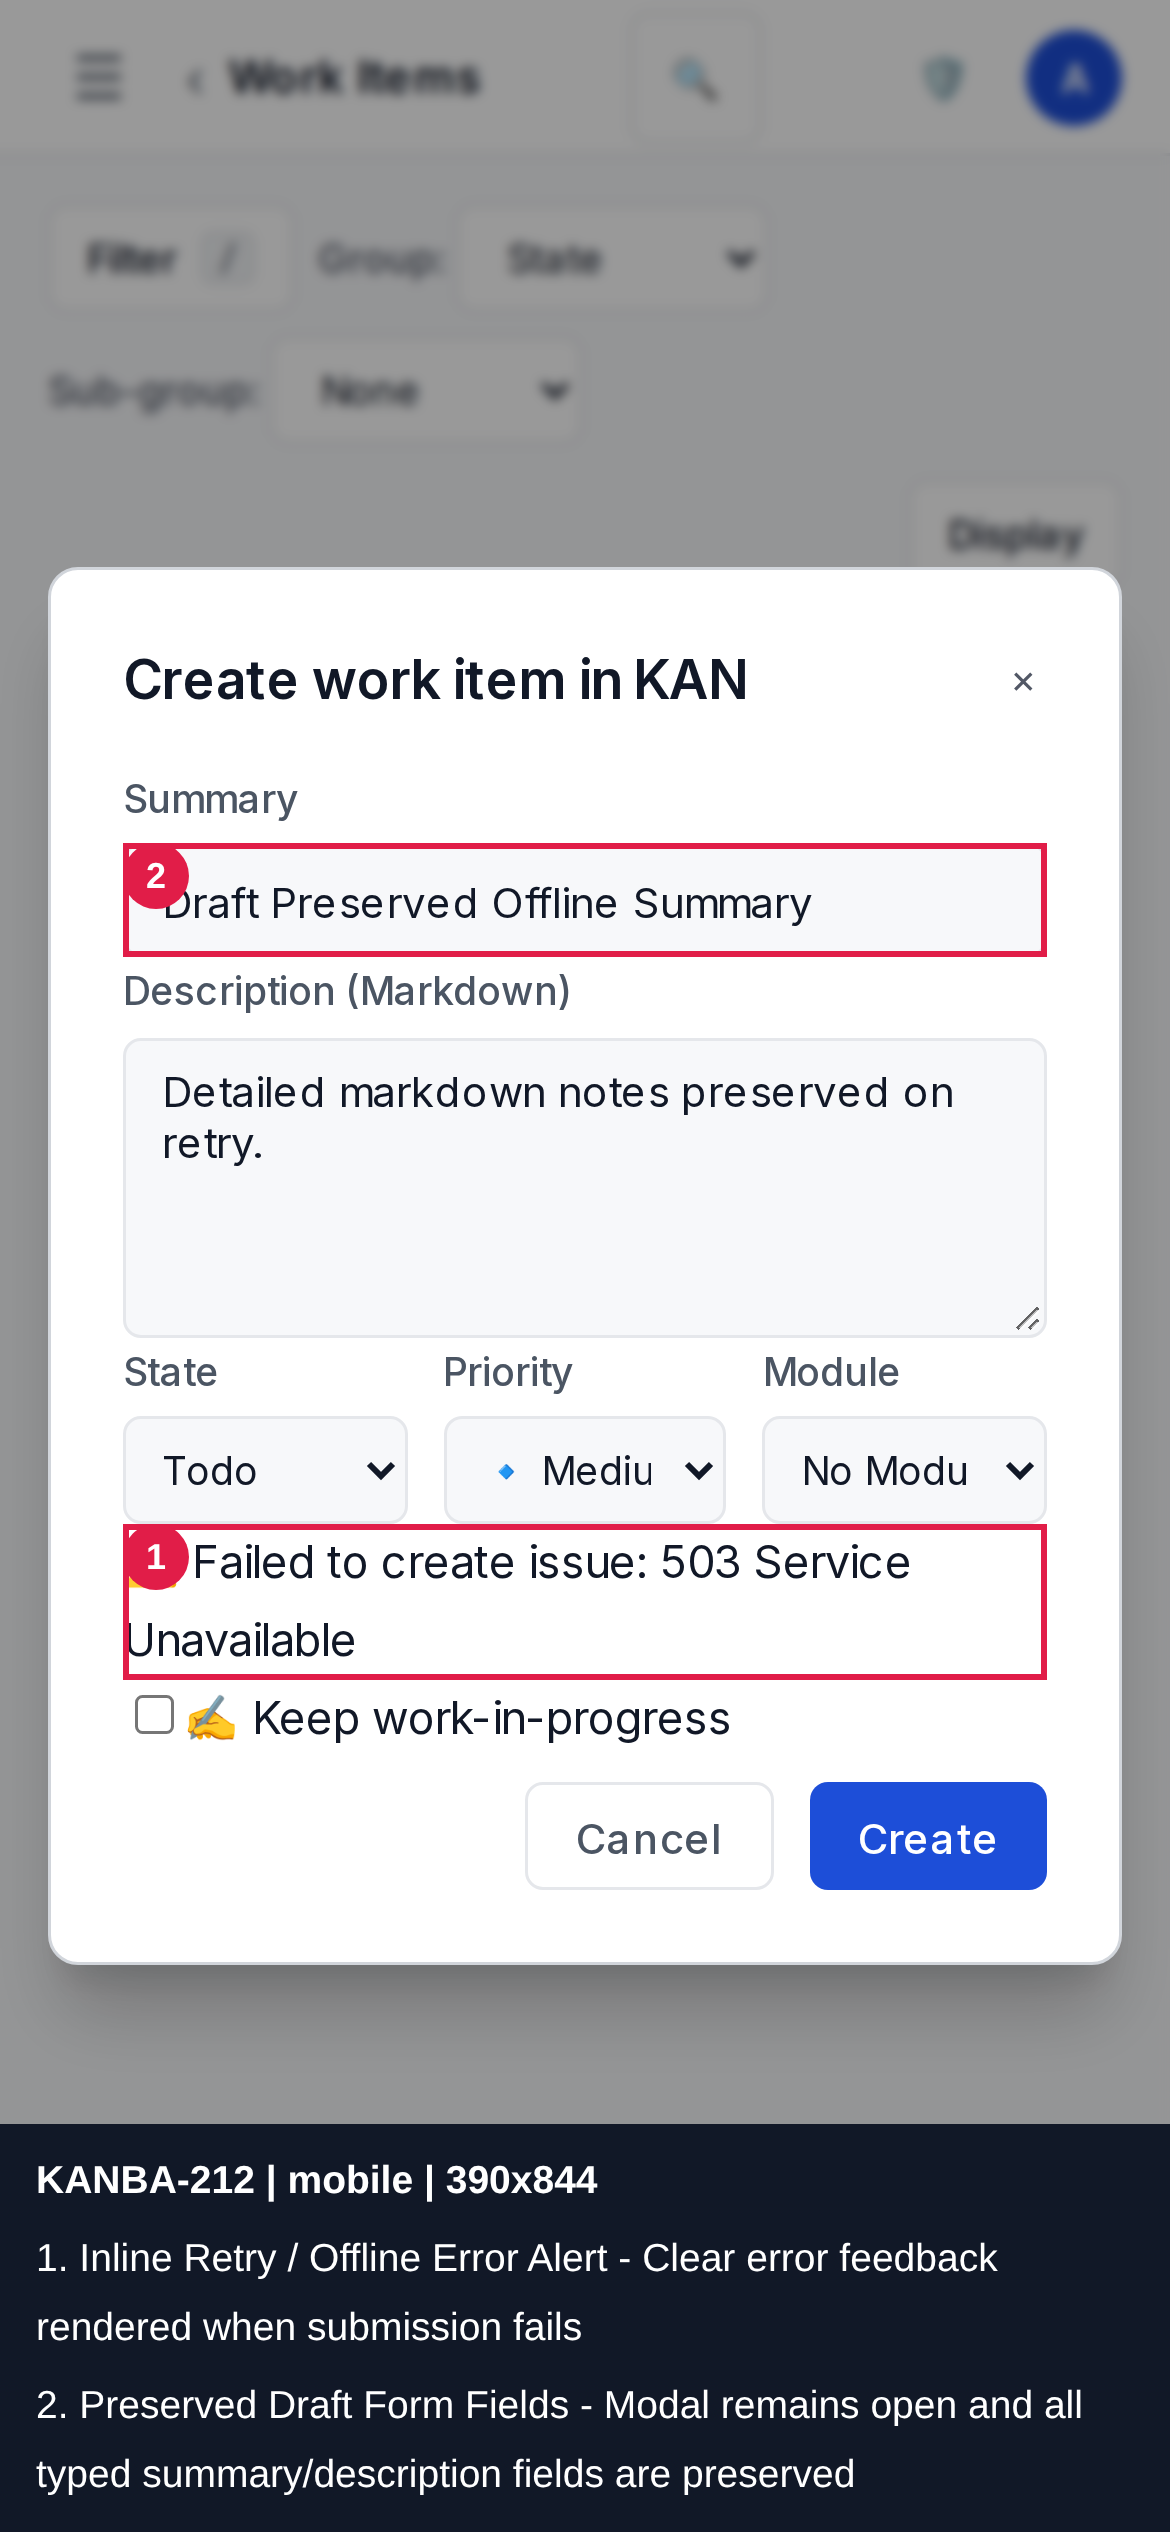 ‹ Work Items
A
Filter /
Group: State
Sub-group: None
Display
Create work item in KAN
×
Summary
2
Draft Preserved Offline Summary
Description (Markdown)
Detailed markdown notes preserved on
retry.
State Priority Module
Todo Mediu No Modu
1
Failed to create issue: 503 Service
Unavailable
✍️ Keep work-in-progress
Cancel Create
KANBA-212 | mobile | 390x844
1. Inline Retry / Offline Error Alert - Clear error feedback
rendered when submission fails
2. Preserved Draft Form Fields - Modal remains open and all
typed summary/description fields are preserved